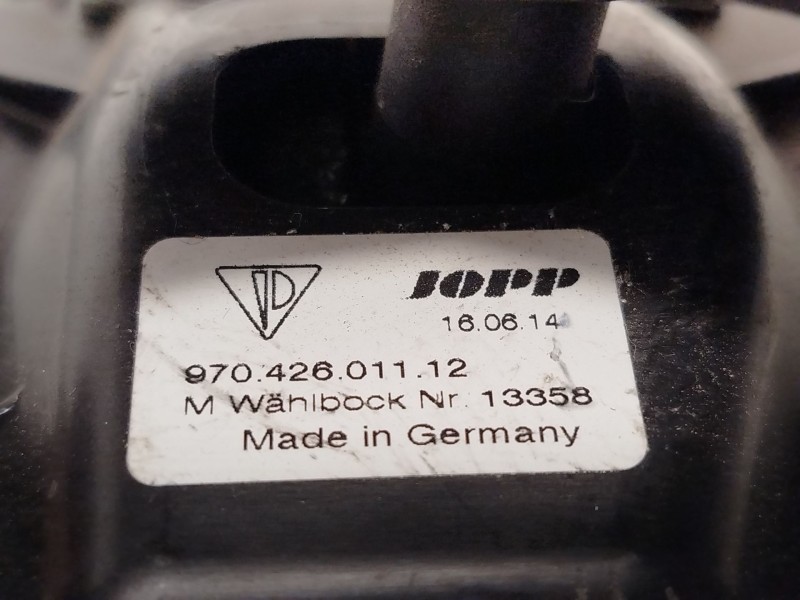 JOPP
16.06.14
970.426.011.12
M Wählbock Nr. 13358
Made in Germany